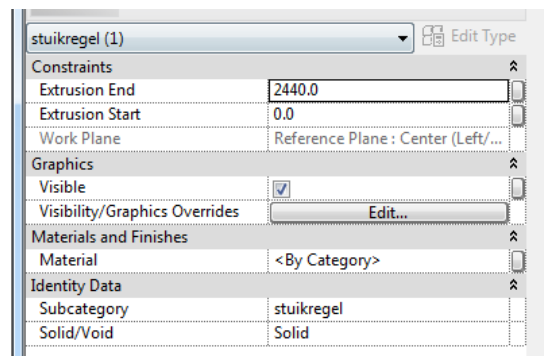 stuikregel (1) Edit Type
Constraints
Extrusion End 2440.0
Extrusion Start 0.0
Work Plane Reference Plane : Center (Left/...
Graphics
Visible
Visibility/Graphics Overrides Edit...
Materials and Finishes
Material <By Category>
Identity Data
Subcategory stuikregel
Solid/Void Solid